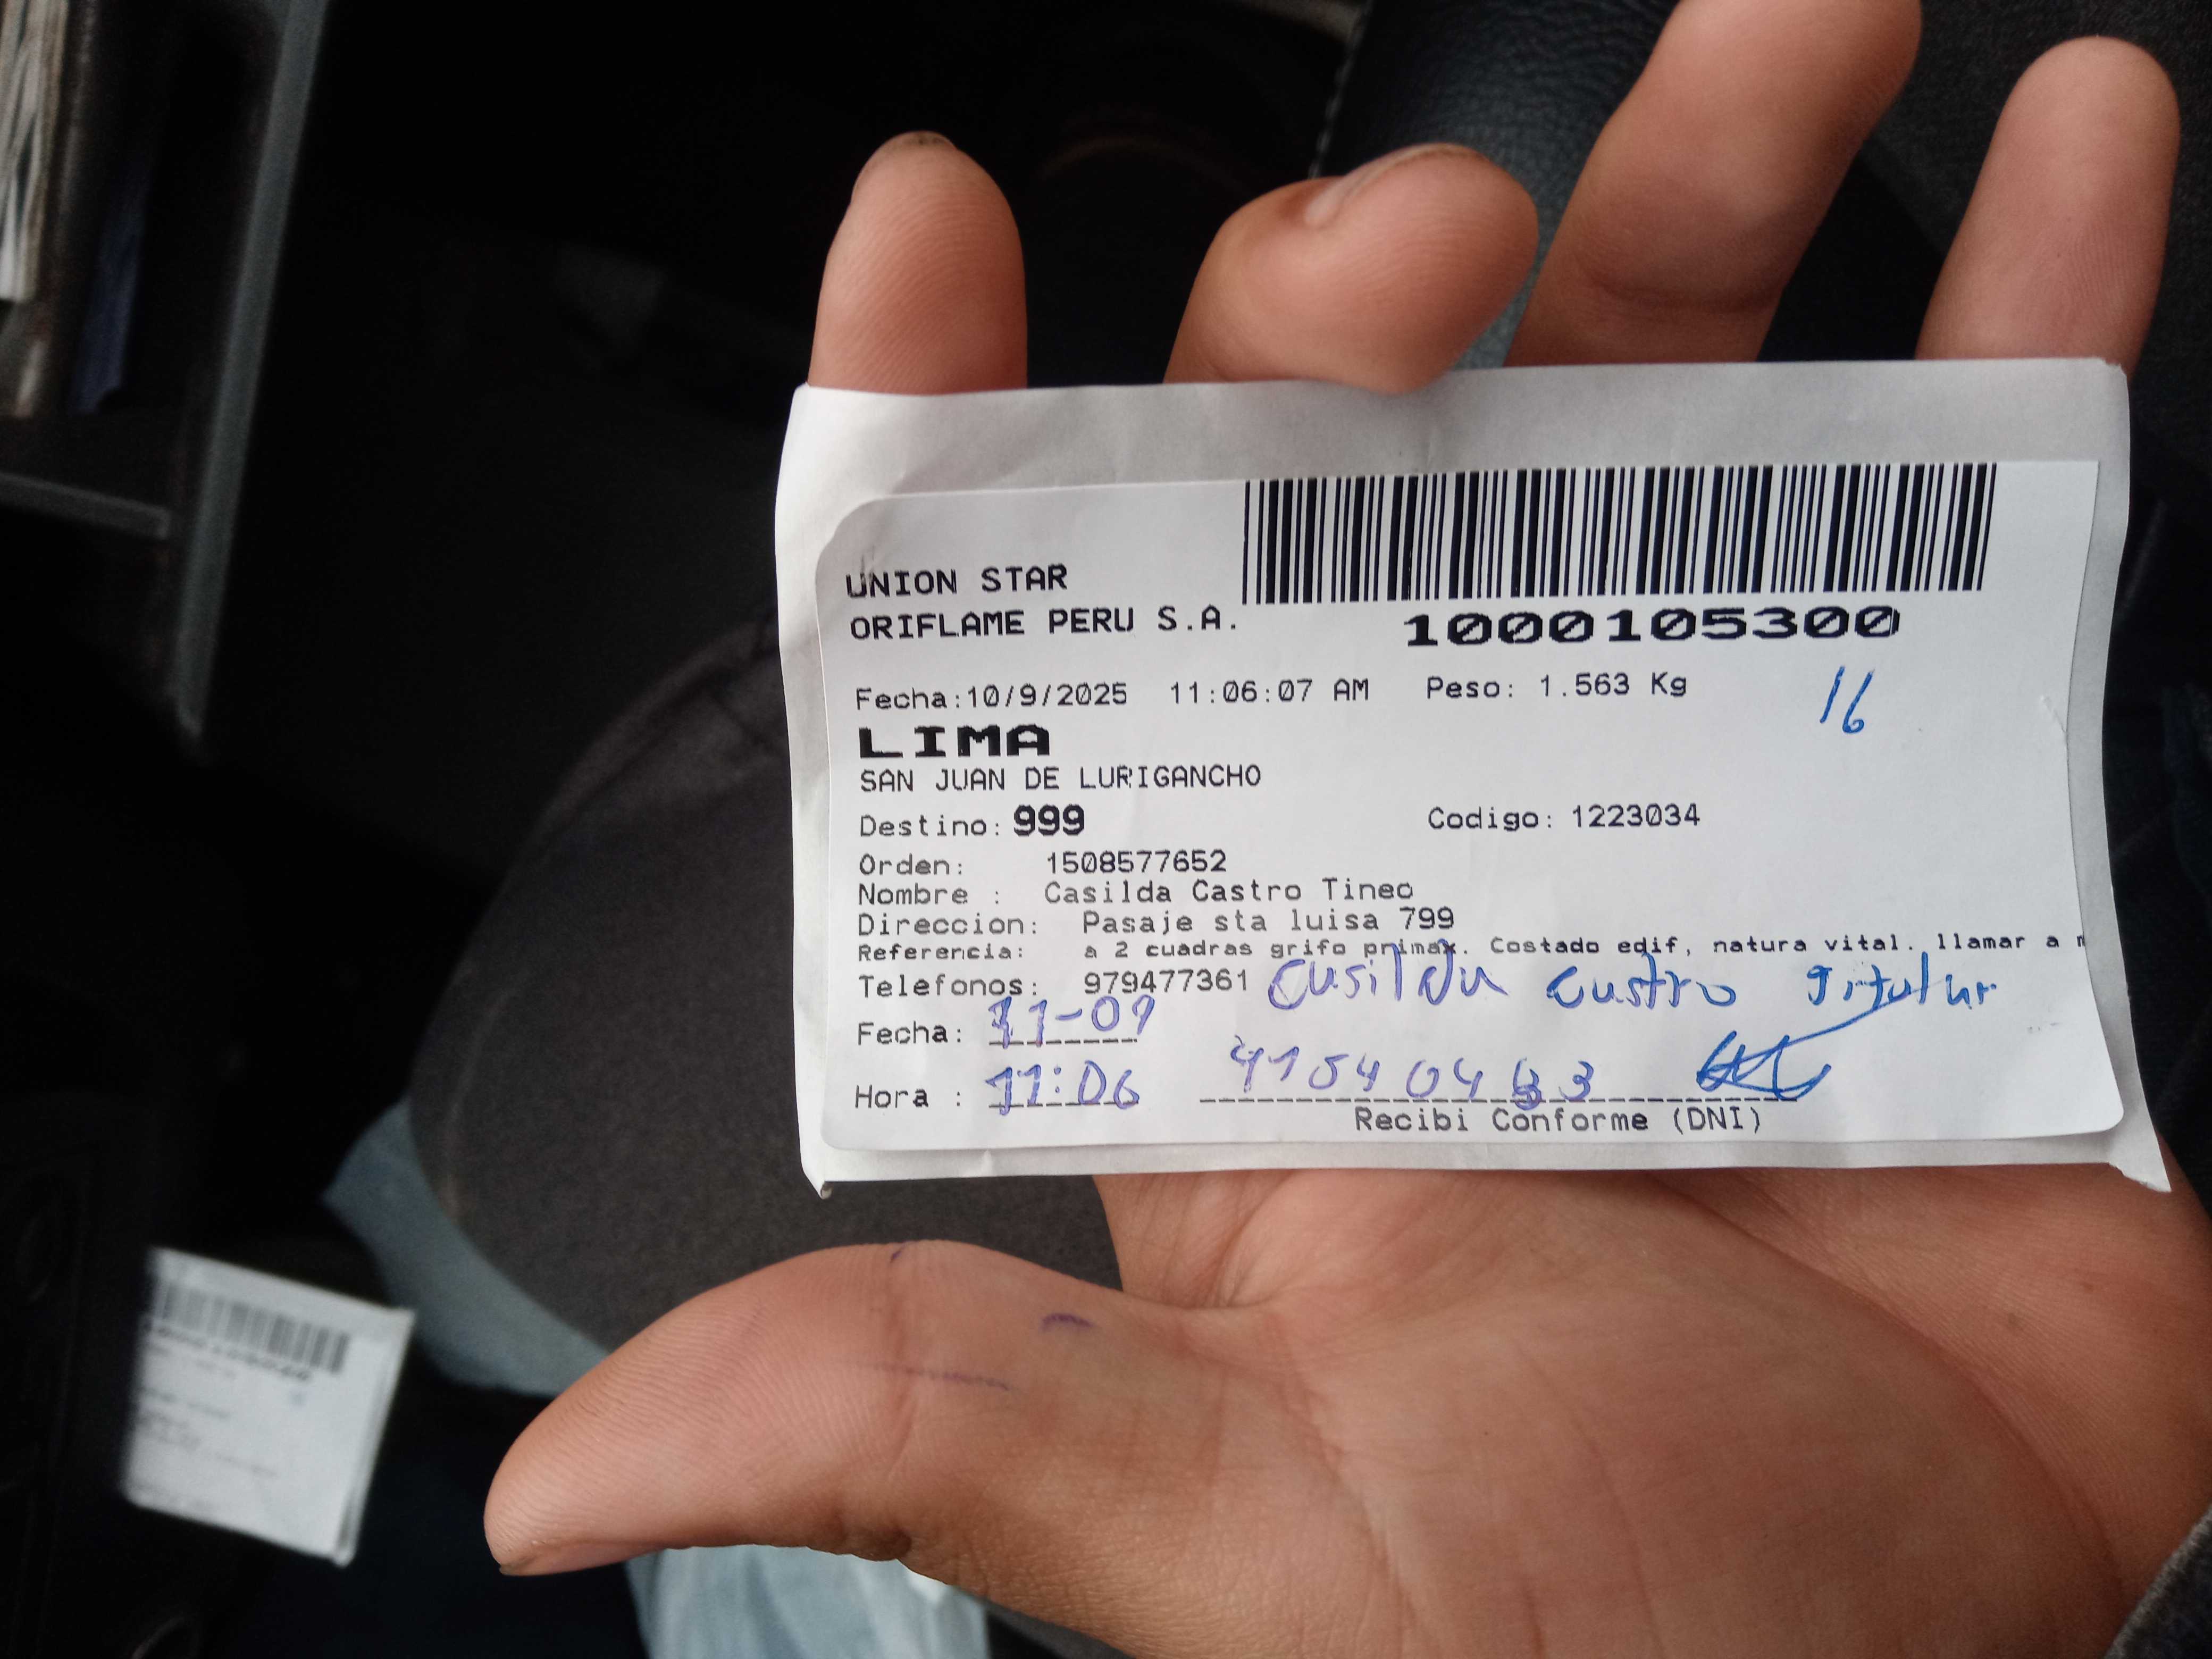 UNION STAR
ORIFLAME PERU S.A.
1000105300
Fecha:10/9/2025 11:06:07 AM Peso: 1.563 Kg
16
LIMA
SAN JUAN DE LURIGANCHO
Destino: 999 Codigo: 1223034
Orden: 1508577652
Nombre : Casilda Castro Tineo
Direccion: Pasaje sta luisa 799
Referencia: a 2 cuadras grifo primax. Costado edif, natura vital. llamar a
Telefonos: 979477361 Casilda Castro titular
Fecha: 11-09
Hora : 11:06
Recibi Conforme (DNI)